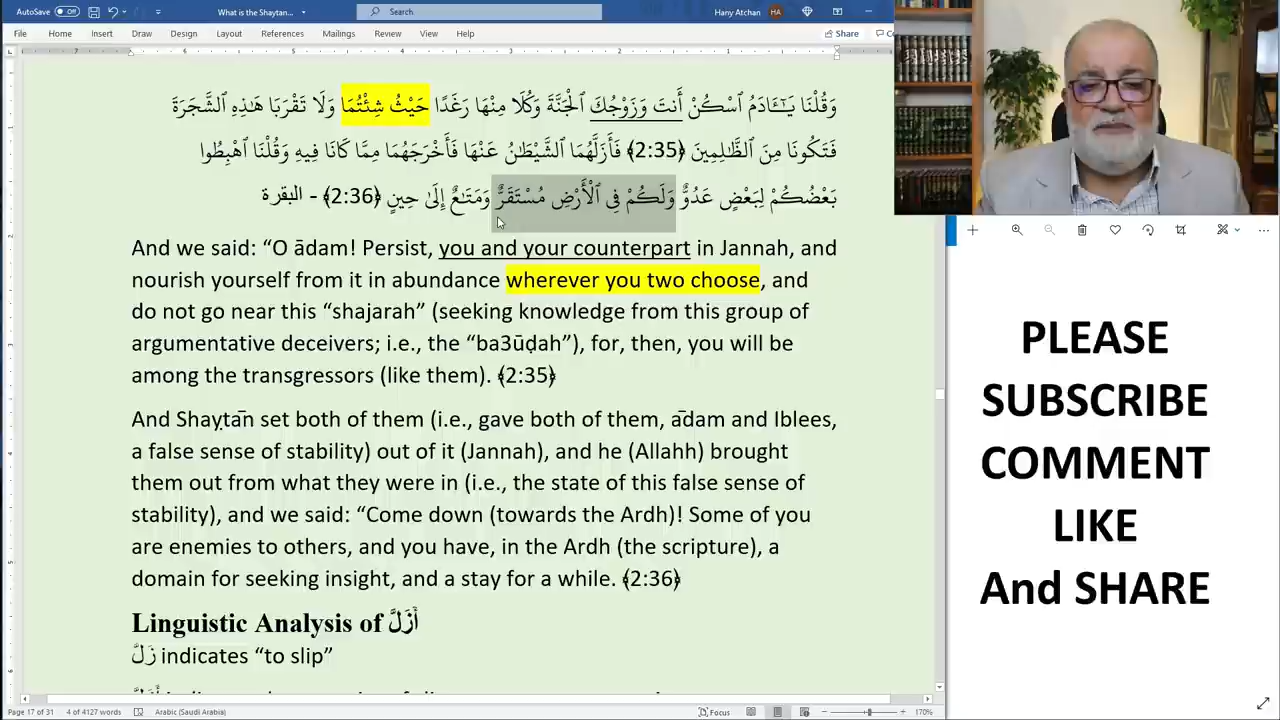 AutoSave Off What is the Shaytan... Search Hany Atchan HA
File Home Insert Draw Design Layout References Mailings Review View Help Share
وَقُلْنَا يَـٰٓـَٔادَمُ ٱسْكُنْ أَنتَ وَزَوْجُكَ ٱلْجَنَّةَ وَكُلَا مِنْهَا رَغَدًا حَيْثُ شِئْتُمَا وَلَا تَقْرَبَا هَـٰذِهِ ٱلشَّجَرَةَ
فَتَكُونَا مِنَ ٱلظَّـٰلِمِينَ ﴿2:35﴾ فَأَزَلَّهُمَا ٱلشَّيْطَـٰنُ عَنْهَا فَأَخْرَجَهُمَا مِمَّا كَانَا فِيهِ وَقُلْنَا ٱهْبِطُوا
بَعْضُكُمْ لِبَعْضٍ عَدُوٌّ وَلَكُمْ فِى ٱلْأَرْضِ مُسْتَقَرٌّ وَمَتَـٰعٌ إِلَىٰ حِينٍ ﴿2:36﴾ - البقرة
And we said: “O ādam! Persist, you and your counterpart in Jannah, and
nourish yourself from it in abundance wherever you two choose, and
do not go near this “shajarah” (seeking knowledge from this group of
argumentative deceivers; i.e., the “ba3ūḍah”), for, then, you will be
among the transgressors (like them). ﴿2:35﴾
And Shayṭān set both of them (i.e., gave both of them, ādam and Iblees,
a false sense of stability) out of it (Jannah), and he (Allahh) brought
them out from what they were in (i.e., the state of this false sense of
stability), and we said: “Come down (towards the Ardh)! Some of you
are enemies to others, and you have, in the Ardh (the scripture), a
domain for seeking insight, and a stay for a while. ﴿2:36﴾
Linguistic Analysis of أَزَلَّ
زَلَّ indicates “to slip”
Page 17 of 31 4 of 4127 words Arabic (Saudi Arabia) Focus 170%
PLEASE
SUBSCRIBE
COMMENT
LIKE
And SHARE